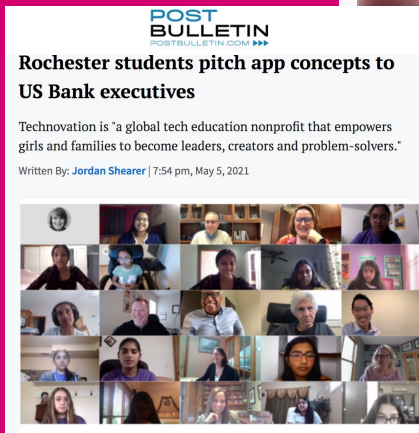 POST
BULLETIN
POSTBULLETIN.COM
Rochester students pitch app concepts to
US Bank executives
Technovation is "a global tech education nonprofit that empowers
girls and families to become leaders, creators and problem-solvers."
Written By: Jordan Shearer | 7:54 pm, May 5, 2021